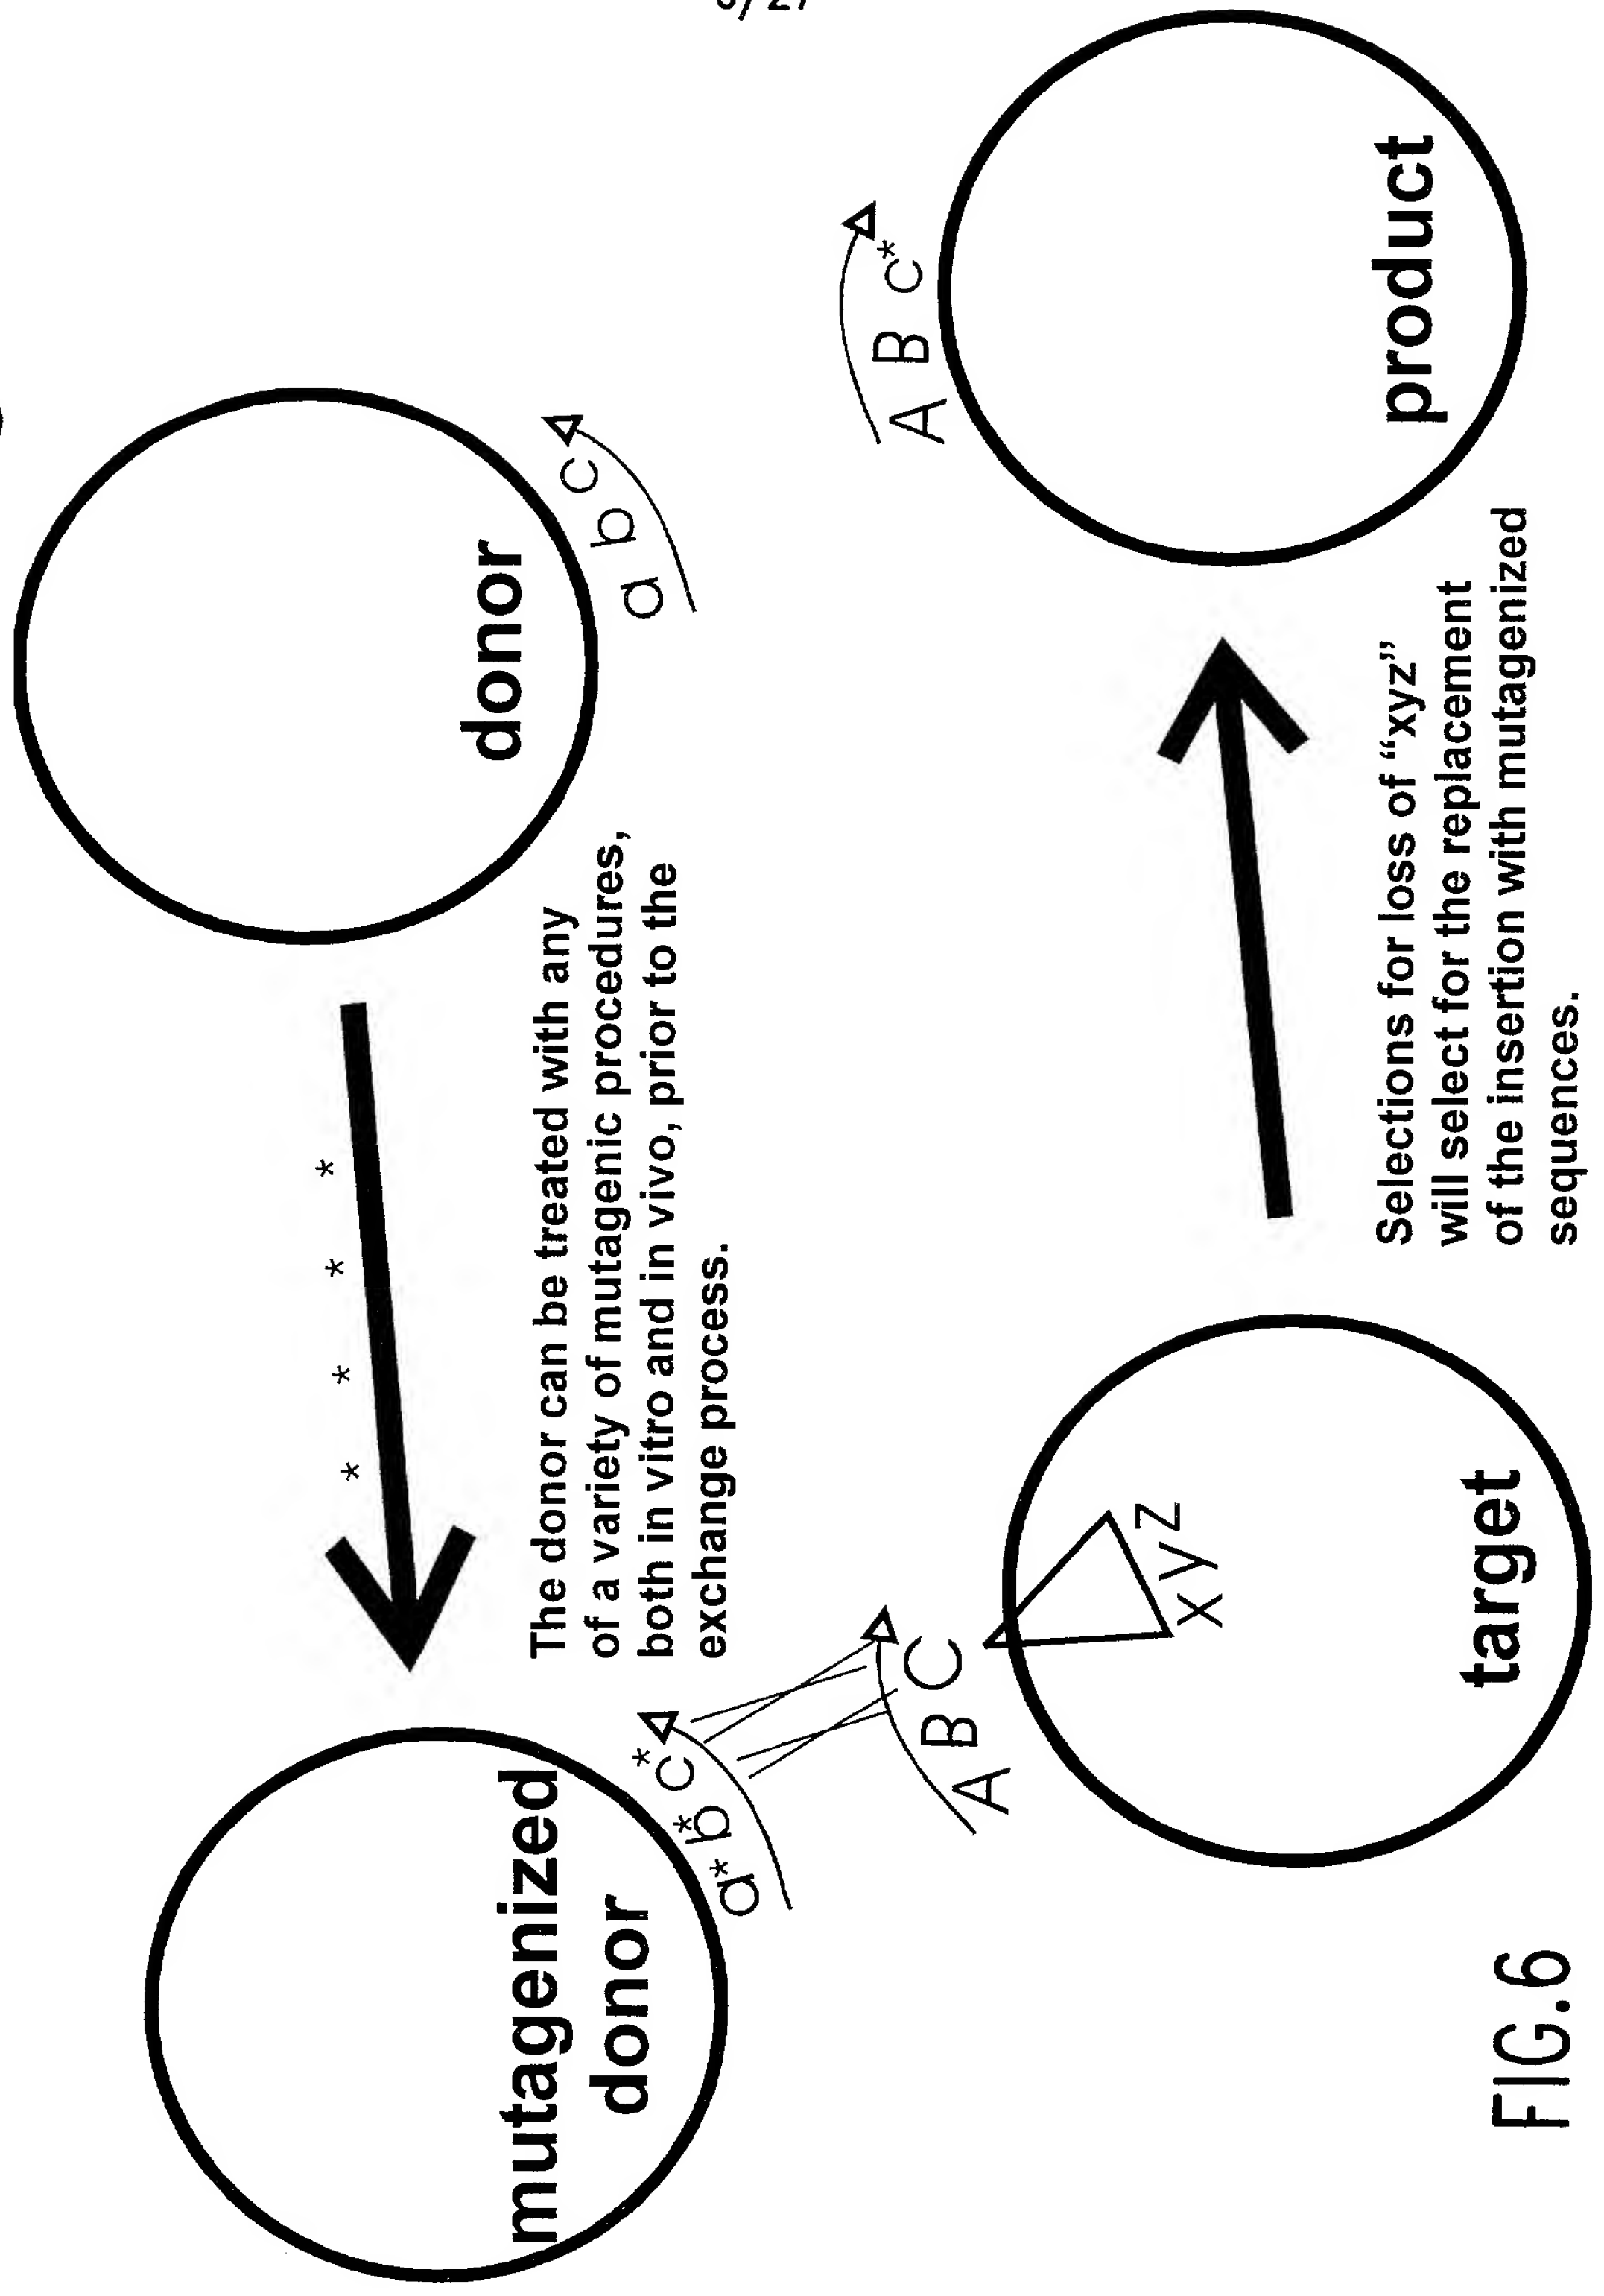 donor
a b c
* * * *
The donor can be treated with any
of a variety of mutagenic procedures,
both in vitro and in vivo, prior to the
exchange process.
mutagenized
donor
a* b* c*
A B C
x y z
target
Selections for loss of “xyz”
will select for the replacement
of the insertion with mutagenized
sequences.
A B c*
product
FIG.6